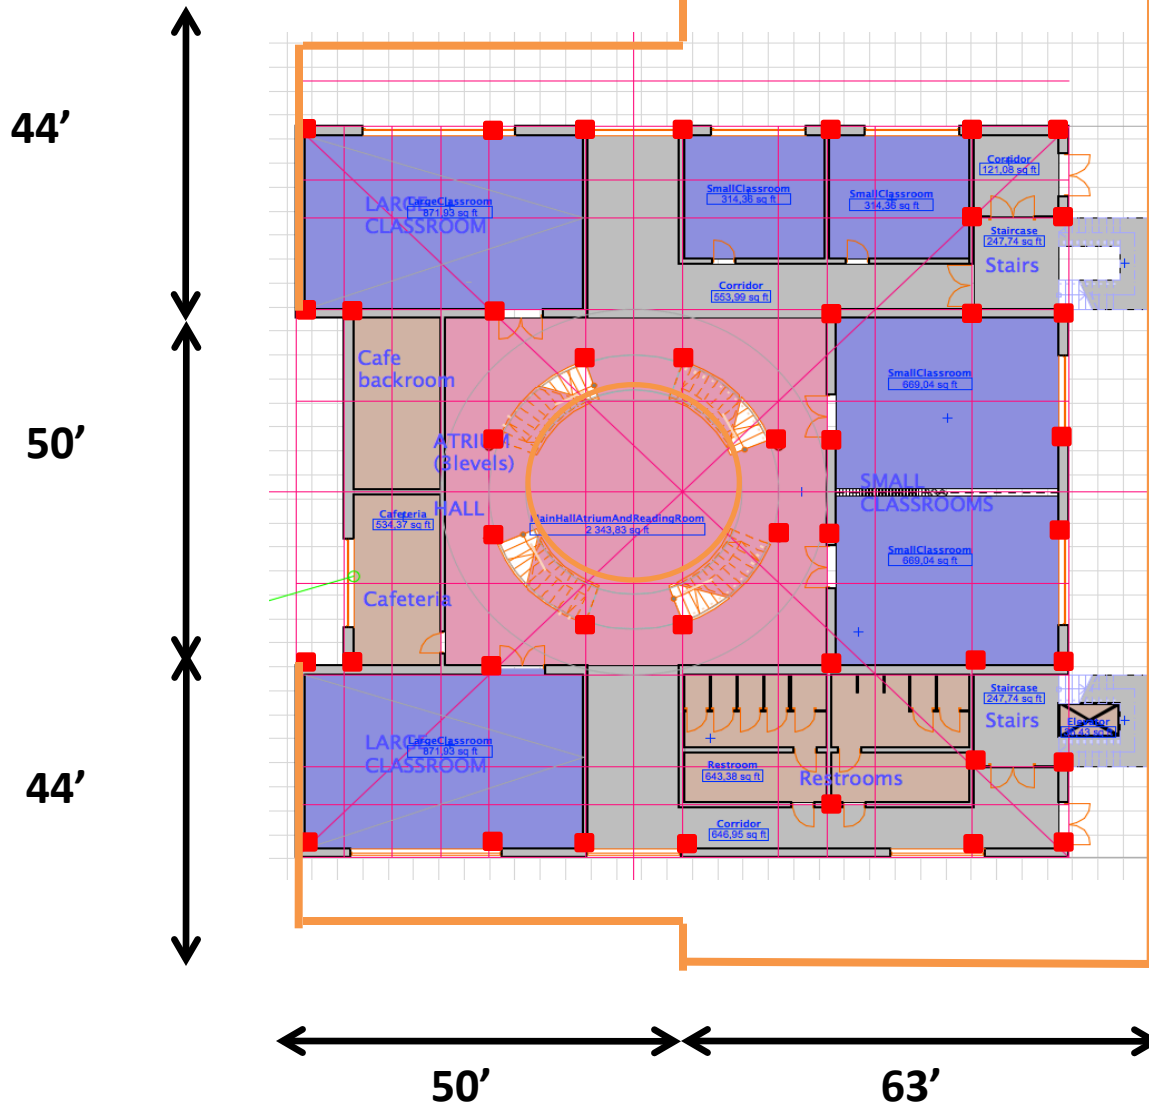 44’
Corridor
121,08 sq ft
SmallClassroom
314,36 sq ft
SmallClassroom
314,36 sq ft
LARGE
CLASSROOM
LargeClassroom
871,93 sq ft
Staircase
247,74 sq ft
Stairs
Corridor
553,99 sq ft
Cafe
backroom
SmallClassroom
669,04 sq ft
50’
ATRIUM
(3levels)
HALL
SMALL
CLASSROOMS
Cafeteria
534,37 sq ft
MainHallAtriumAndReadingRoom
2 343,83 sq ft
SmallClassroom
669,04 sq ft
Cafeteria
Staircase
247,74 sq ft
Stairs
Elevator
LARGE
CLASSROOM
LargeClassroom
871,93 sq ft
Restroom
643,38 sq ft
Restrooms
44’
Corridor
646,95 sq ft
50’
63’